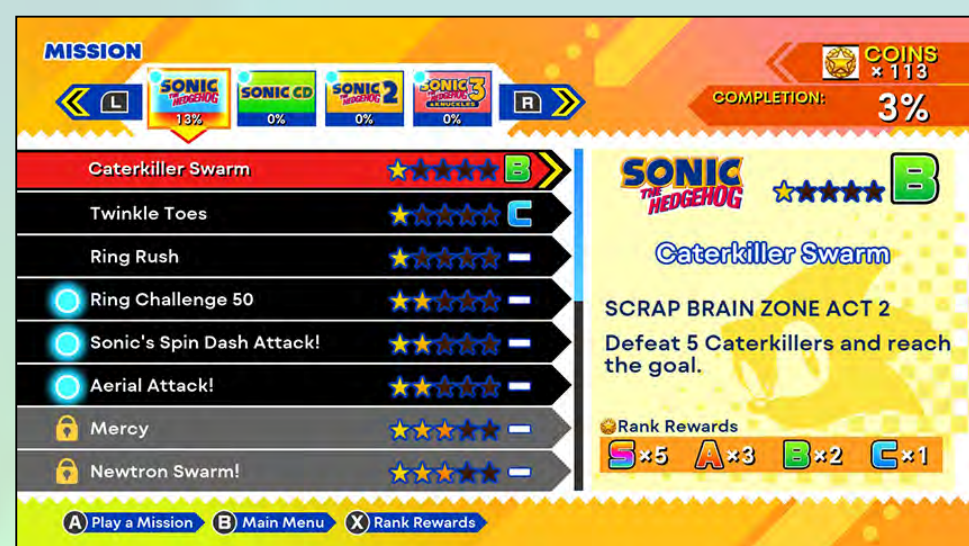 MISSION
COINS
× 113
L
SONIC THE HEDGEHOG
13%
SONIC CD
0%
SONIC 2
0%
SONIC 3 & KNUCKLES
0%
R
COMPLETION:
3%
Caterkiller Swarm B
Twinkle Toes C
Ring Rush –
Ring Challenge 50 –
Sonic's Spin Dash Attack! –
Aerial Attack! –
Mercy –
Newtron Swarm! –
SONIC
THE
HEDGEHOG
B
Caterkiller Swarm
SCRAP BRAIN ZONE ACT 2
Defeat 5 Caterkillers and reach
the goal.
Rank Rewards
S×5 A×3 B×2 C×1
A Play a Mission B Main Menu X Rank Rewards